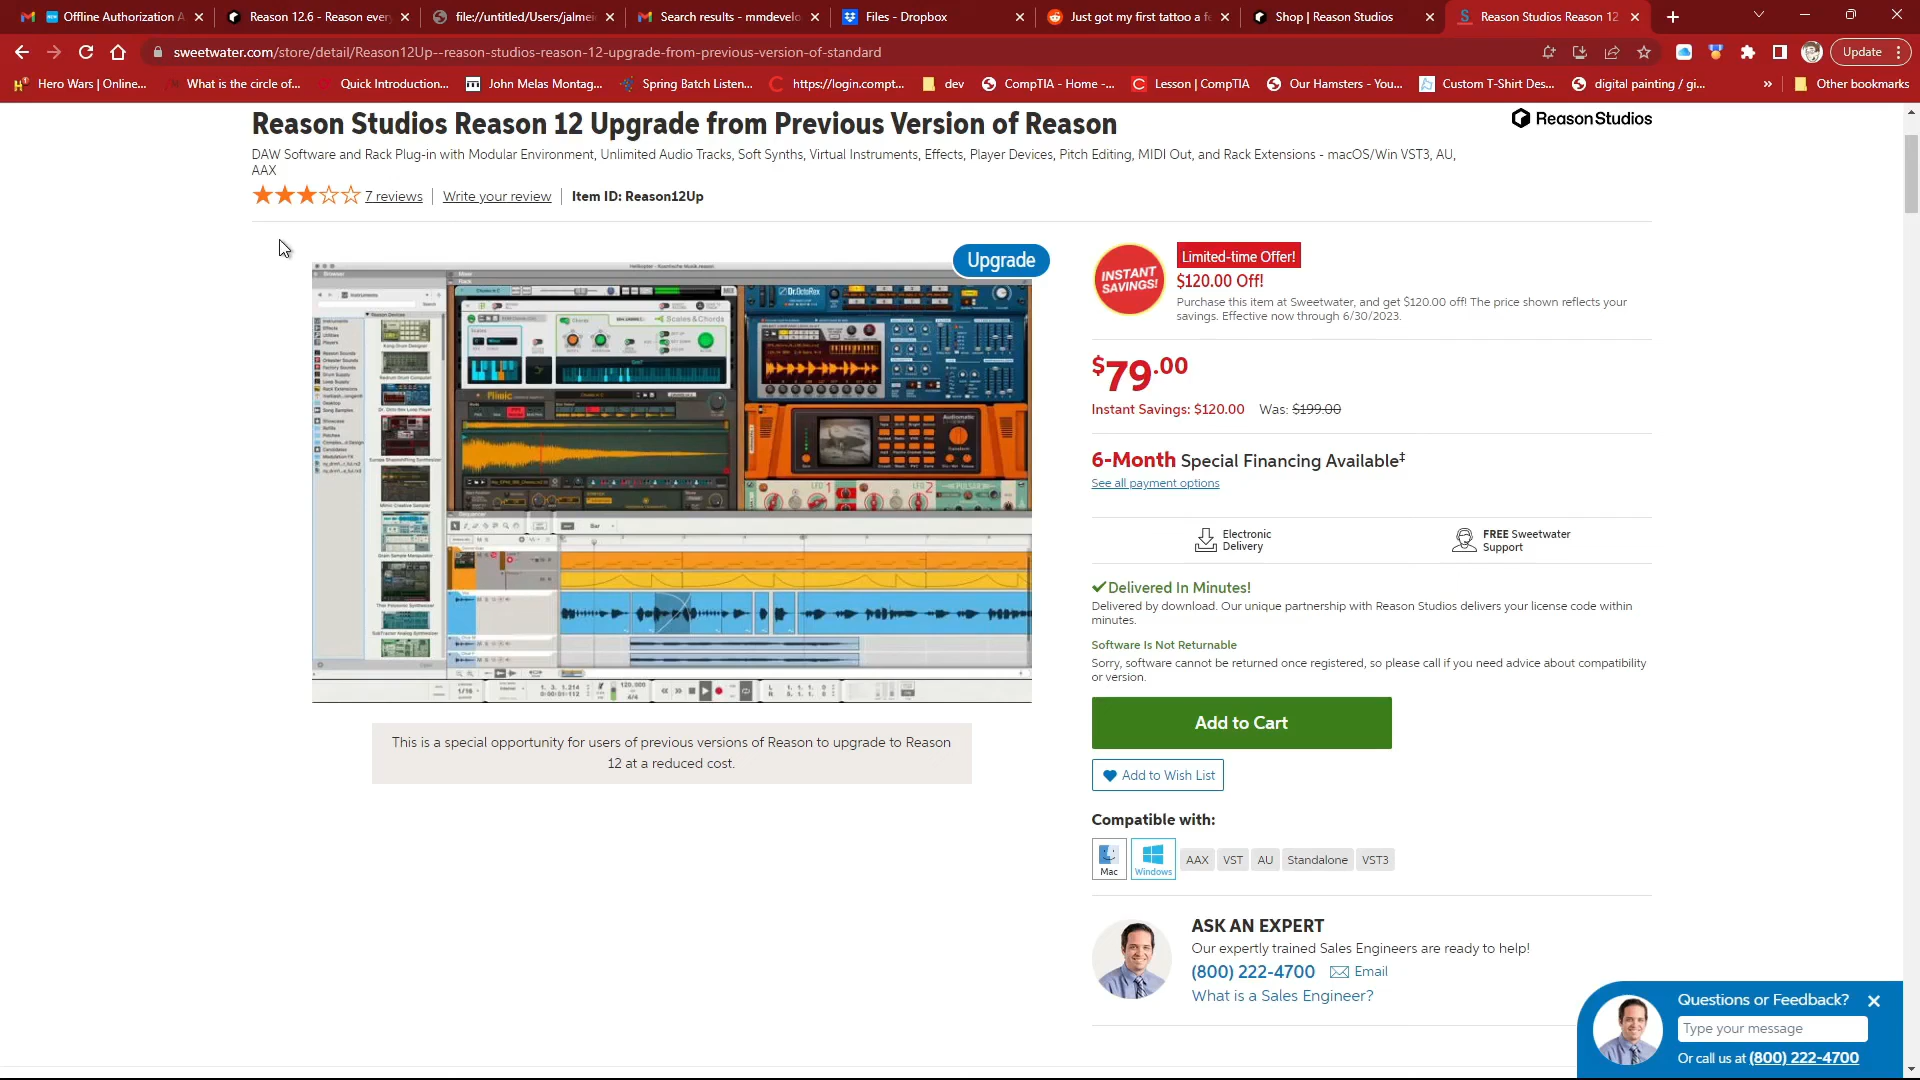 Offline Authorization A
Reason 12.6 - Reason ever
file://untitled/Users/jalmei
Search results - mmdevelo
Files - Dropbox
Just got my first tattoo a fe
Shop | Reason Studios
Reason Studios Reason 12
sweetwater.com/store/detail/Reason12Up--reason-studios-reason-12-upgrade-from-previous-version-of-standard
Update
Hero Wars | Online...
What is the circle of...
Quick Introduction...
John Melas Montag...
Spring Batch Listen...
https://login.compt...
dev
CompTIA - Home -...
Lesson | CompTIA
Our Hamsters - You...
Custom T-Shirt Des...
digital painting / gi...
»
Other bookmarks
Reason Studios Reason 12 Upgrade from Previous Version of Reason
ReasonStudios
DAW Software and Rack Plug-in with Modular Environment, Unlimited Audio Tracks, Soft Synths, Virtual Instruments, Effects, Player Devices, Pitch Editing, MIDI Out, and Rack Extensions - macOS/Win VST3, AU,
AAX
7 reviews
Write your review
Item ID: Reason12Up
Upgrade
INSTANT
SAVINGS!
Limited-time Offer!
$120.00 Off!
Purchase this item at Sweetwater, and get $120.00 off! The price shown reflects your
savings. Effective now through 6/30/2023.
$79.00
Instant Savings: $120.00 Was: $199.00
6-Month Special Financing Available‡
See all payment options
Electronic
Delivery
FREE Sweetwater
Support
Delivered In Minutes!
Delivered by download. Our unique partnership with Reason Studios delivers your license code within
minutes.
Software Is Not Returnable
Sorry, software cannot be returned once registered, so please call if you need advice about compatibility
or version.
Add to Cart
Add to Wish List
This is a special opportunity for users of previous versions of Reason to upgrade to Reason
12 at a reduced cost.
Compatible with:
Mac
Windows
AAX
VST
AU
Standalone
VST3
ASK AN EXPERT
Our expertly trained Sales Engineers are ready to help!
(800) 222-4700
Email
What is a Sales Engineer?
Questions or Feedback?
Type your message
Or call us at (800) 222-4700
Scales & Chords
Dr.OctoRex
Mimic
Audiomatic
LFO 1
LFO 2